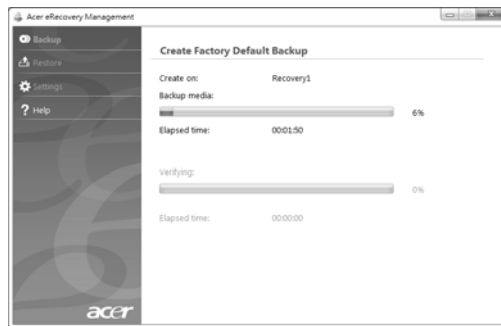 Acer eRecovery Management
Backup
Restore
Settings
? Help
Create Factory Default Backup
Create on: Recovery1
Backup media:
6%
Elapsed time: 00:01:50
Verifying:
0%
Elapsed time: 00:00:00
acer